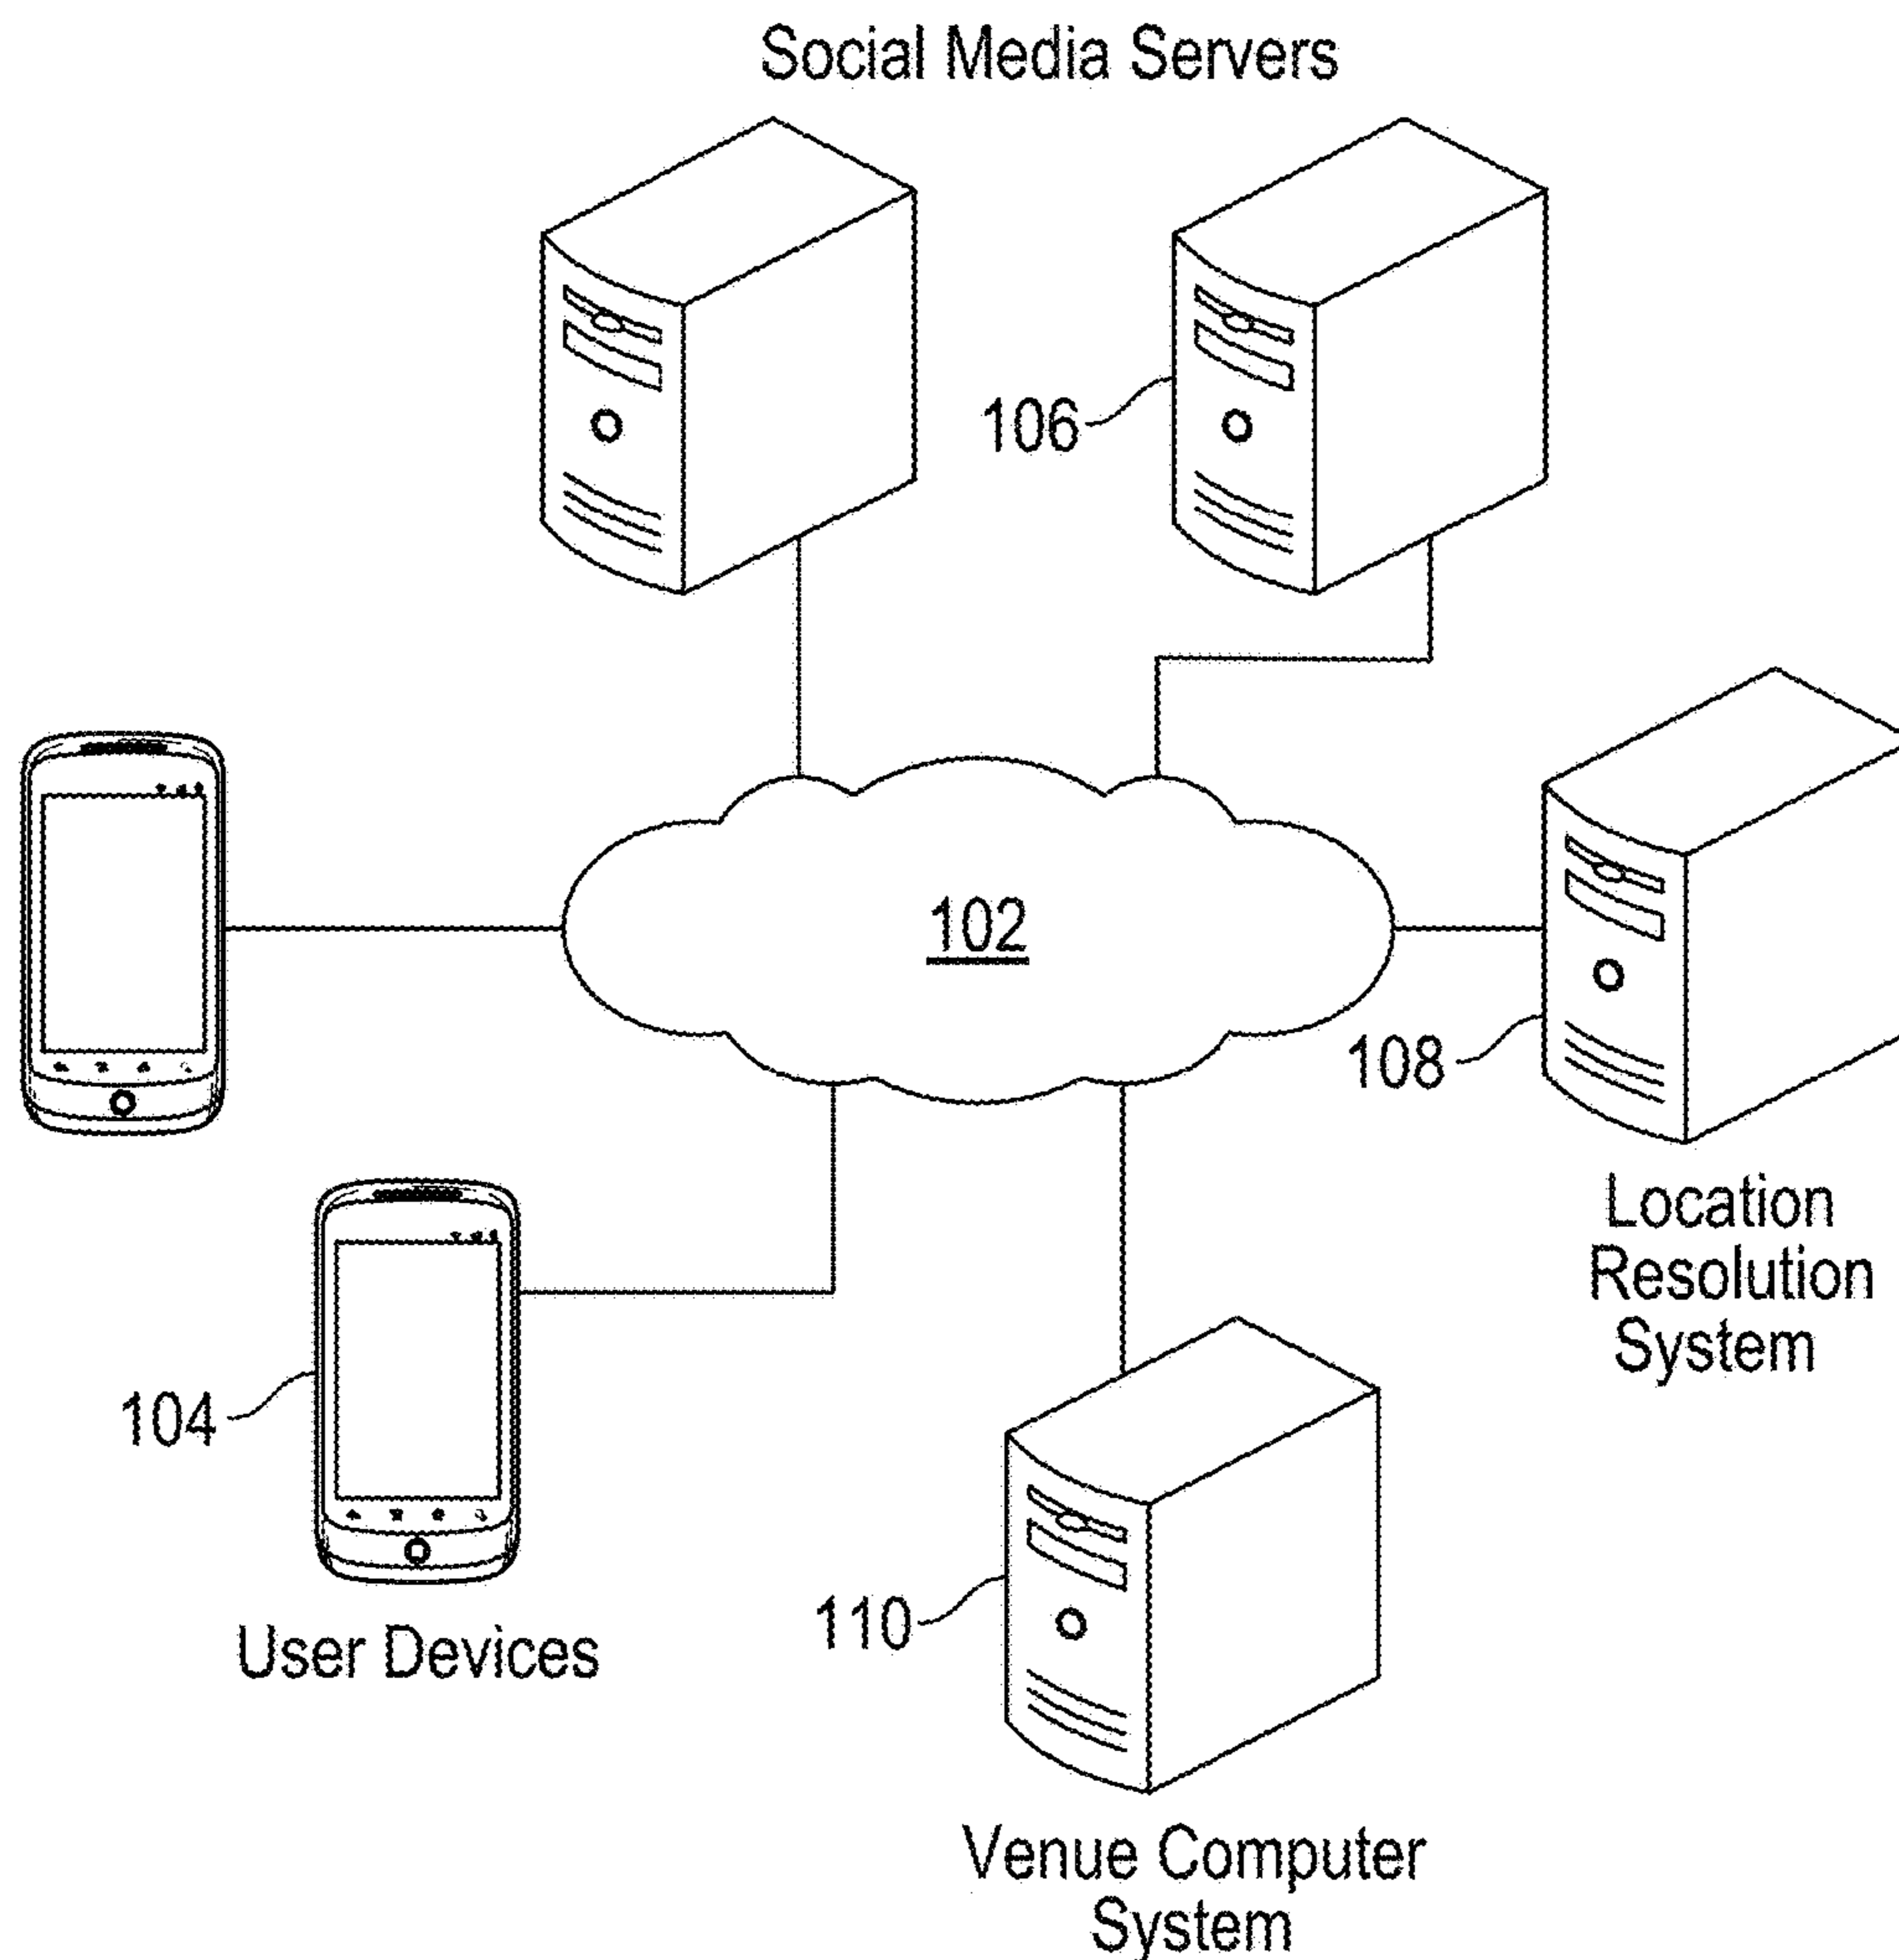 Social Media Servers
106
102
108
Location
Resolution
System
104
User Devices
110
Venue Computer
System